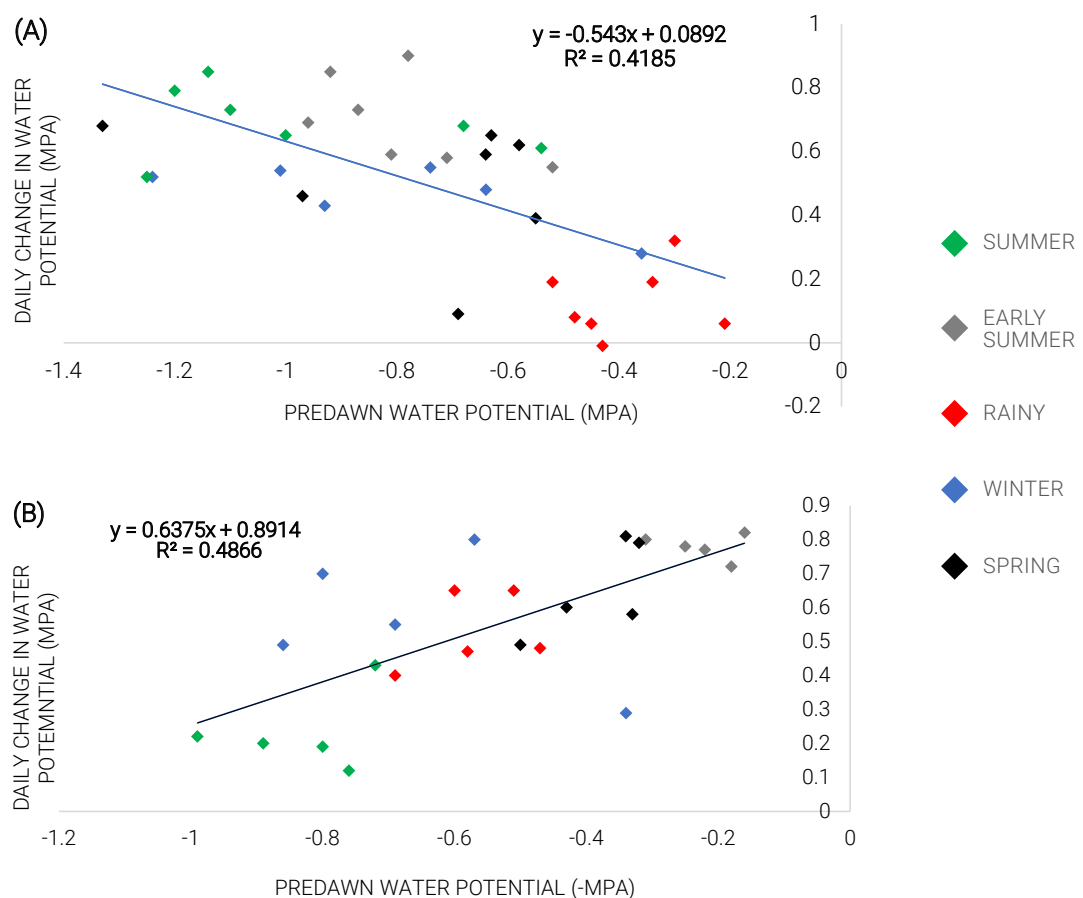 (A)
y = -0.543x + 0.0892
R² = 0.4185
DAILY CHANGE IN WATER
POTENTIAL (MPA)
1
0.8
0.6
0.4
0.2
0
-0.2
-1.4 -1.2 -1 -0.8 -0.6 -0.4 -0.2 0
PREDAWN WATER POTENTIAL (MPA)
SUMMER
EARLY
SUMMER
RAINY
WINTER
SPRING
(B)
y = 0.6375x + 0.8914
R² = 0.4866
DAILY CHANGE IN WATER
POTEMNTIAL (MPA)
0.9
0.8
0.7
0.6
0.5
0.4
0.3
0.2
0.1
0
-1.2 -1 -0.8 -0.6 -0.4 -0.2 0
PREDAWN WATER POTENTIAL (-MPA)